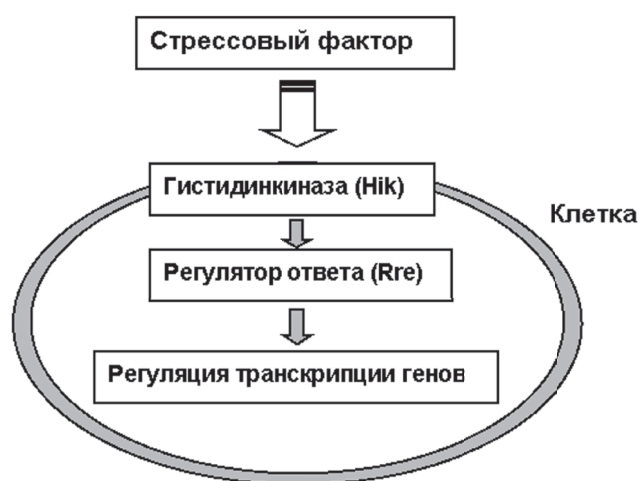 Стрессовый фактор
Гистидинкиназа (Hik)
Клетка
Регулятор ответа (Rre)
Регуляция транскрипции генов